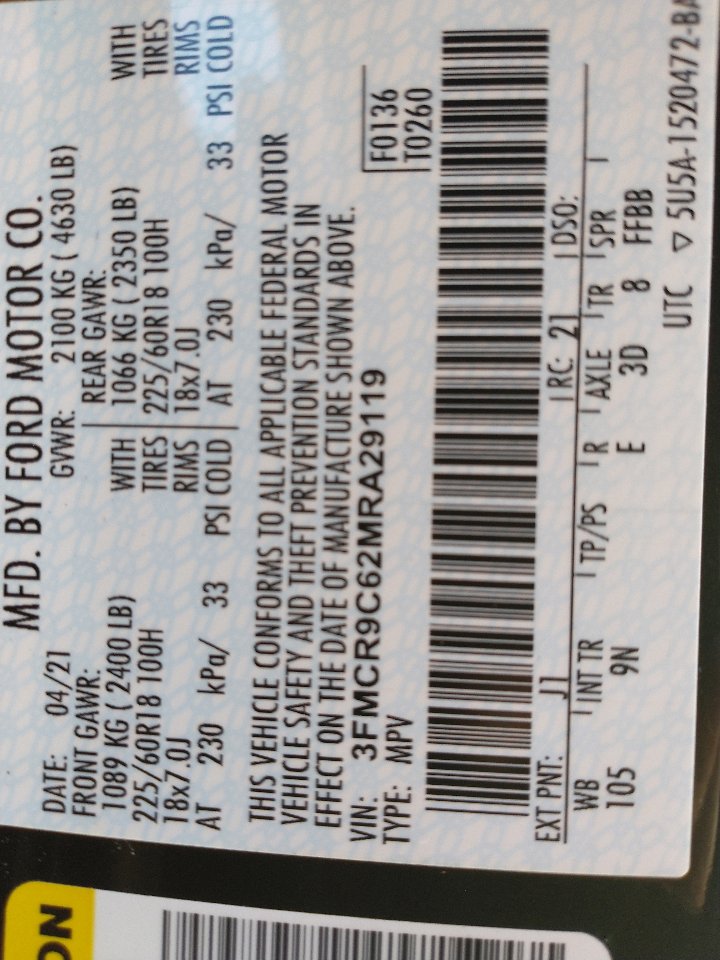 MFD. BY FORD MOTOR CO.
DATE: 04/21 GVWR: 2100 KG ( 4630 LB)
FRONT GAWR: REAR GAWR:
1089 KG ( 2400 LB) WITH 1066 KG ( 2350 LB) WITH
225/60R18 100H TIRES 225/60R18 100H TIRES
18x7.0J RIMS 18x7.0J RIMS
AT 230 kPa/ 33 PSI COLD AT 230 kPa/ 33 PSI COLD
THIS VEHICLE CONFORMS TO ALL APPLICABLE FEDERAL MOTOR
VEHICLE SAFETY AND THEFT PREVENTION STANDARDS IN
EFFECT ON THE DATE OF MANUFACTURE SHOWN ABOVE.
VIN: 3FMCR9C62MRA29119 F0136
TYPE: MPV T0260
EXT PNT: J1 RC: 21 DSO:
WB INT TR TP/PS R AXLE TR SPR
105 9N E 3D 8 FFBB
UTC ▽ 5U5A-1520472-BA
ON